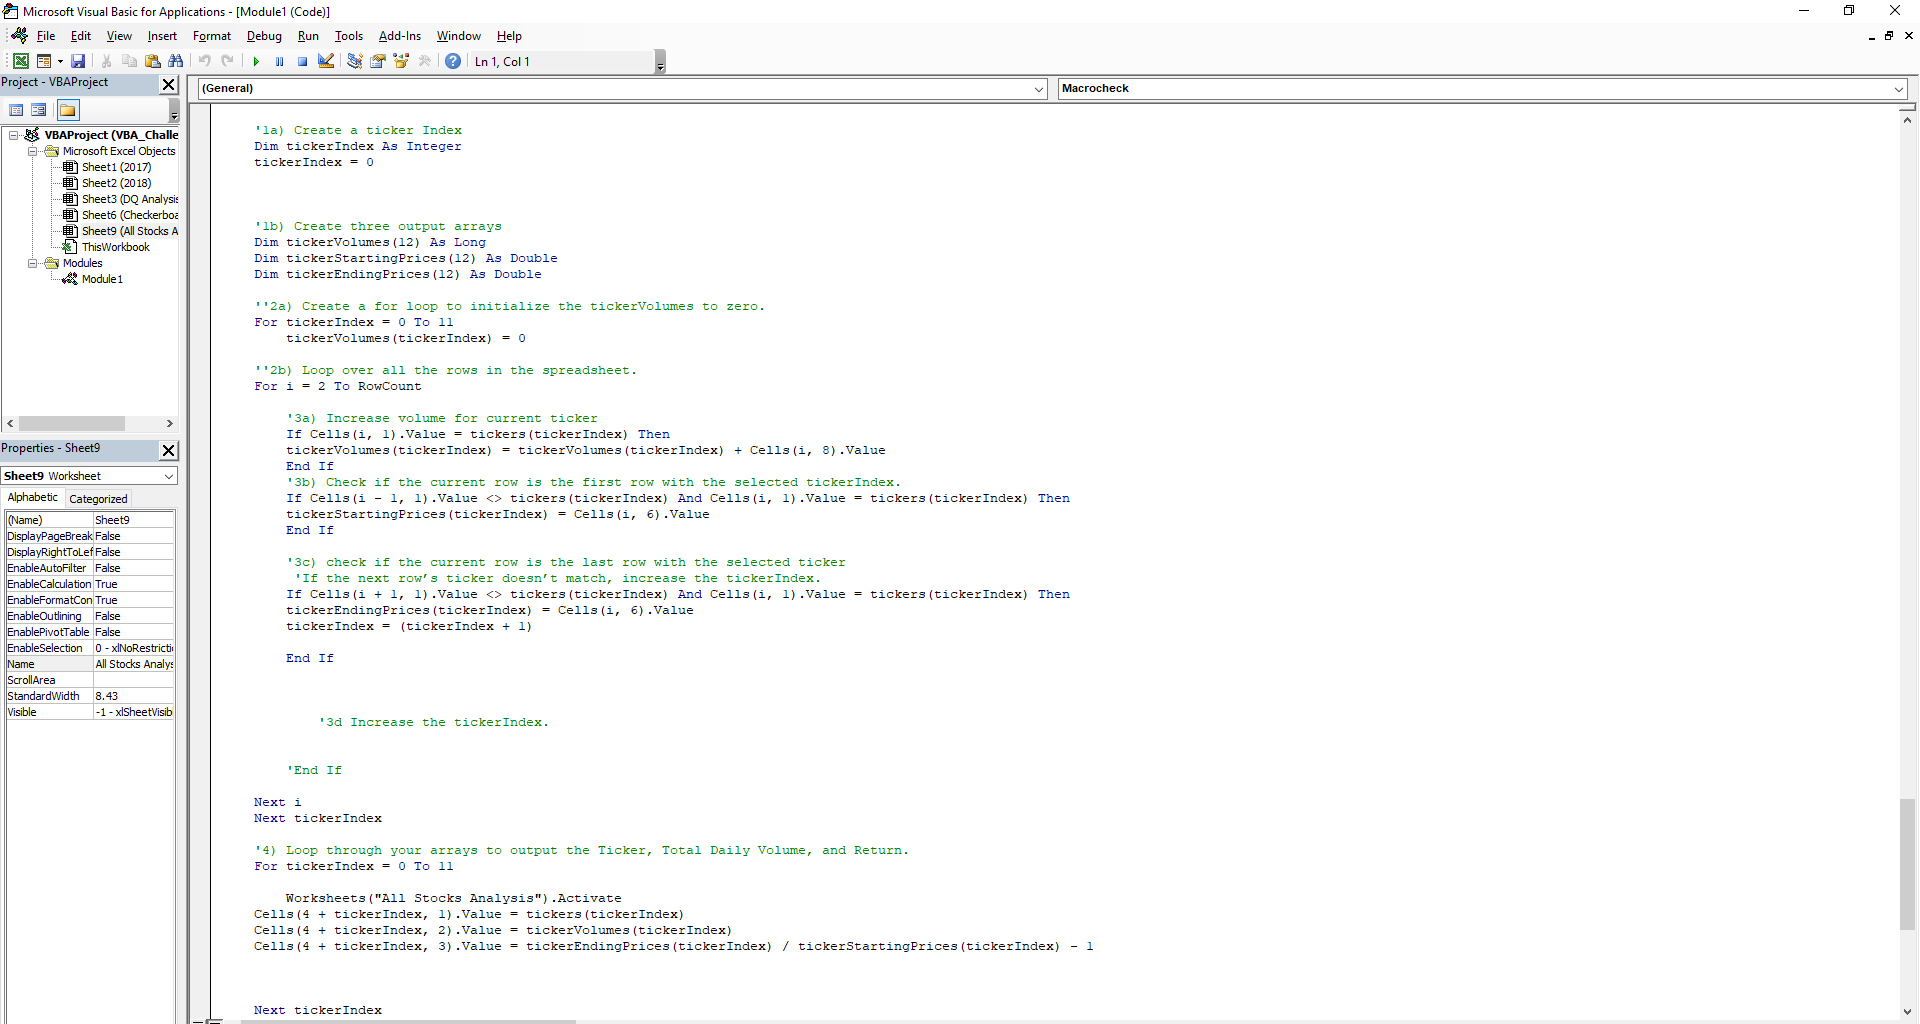 Microsoft Visual Basic for Applications - [Module1 (Code)]
File Edit View Insert Format Debug Run Tools Add-Ins Window Help
Ln 1, Col 1
Project - VBAProject
VBAProject (VBA_Challe
Microsoft Excel Objects
Sheet1 (2017)
Sheet2 (2018)
Sheet3 (DQ Analysis
Sheet6 (Checkerboa
Sheet9 (All Stocks A
ThisWorkbook
Modules
Module1
Properties - Sheet9
Sheet9 Worksheet
Alphabetic Categorized
(Name) Sheet9
DisplayPageBreak False
DisplayRightToLef False
EnableAutoFilter False
EnableCalculation True
EnableFormatCon True
EnableOutlining False
EnablePivotTable False
EnableSelection 0 - xlNoRestricti
Name All Stocks Analys
ScrollArea
StandardWidth 8.43
Visible -1 - xlSheetVisib
(General) Macrocheck
'1a) Create a ticker Index
Dim tickerIndex As Integer
tickerIndex = 0
'1b) Create three output arrays
Dim tickerVolumes(12) As Long
Dim tickerStartingPrices(12) As Double
Dim tickerEndingPrices(12) As Double
''2a) Create a for loop to initialize the tickerVolumes to zero.
For tickerIndex = 0 To 11
tickerVolumes(tickerIndex) = 0
''2b) Loop over all the rows in the spreadsheet.
For i = 2 To RowCount
'3a) Increase volume for current ticker
If Cells(i, 1).Value = tickers(tickerIndex) Then
tickerVolumes(tickerIndex) = tickerVolumes(tickerIndex) + Cells(i, 8).Value
End If
'3b) Check if the current row is the first row with the selected tickerIndex.
If Cells(i - 1, 1).Value <> tickers(tickerIndex) And Cells(i, 1).Value = tickers(tickerIndex) Then
tickerStartingPrices(tickerIndex) = Cells(i, 6).Value
End If
'3c) check if the current row is the last row with the selected ticker
'If the next row’s ticker doesn’t match, increase the tickerIndex.
If Cells(i + 1, 1).Value <> tickers(tickerIndex) And Cells(i, 1).Value = tickers(tickerIndex) Then
tickerEndingPrices(tickerIndex) = Cells(i, 6).Value
tickerIndex = (tickerIndex + 1)
End If
'3d Increase the tickerIndex.
'End If
Next i
Next tickerIndex
'4) Loop through your arrays to output the Ticker, Total Daily Volume, and Return.
For tickerIndex = 0 To 11
Worksheets("All Stocks Analysis").Activate
Cells(4 + tickerIndex, 1).Value = tickers(tickerIndex)
Cells(4 + tickerIndex, 2).Value = tickerVolumes(tickerIndex)
Cells(4 + tickerIndex, 3).Value = tickerEndingPrices(tickerIndex) / tickerStartingPrices(tickerIndex) - 1
Next tickerIndex